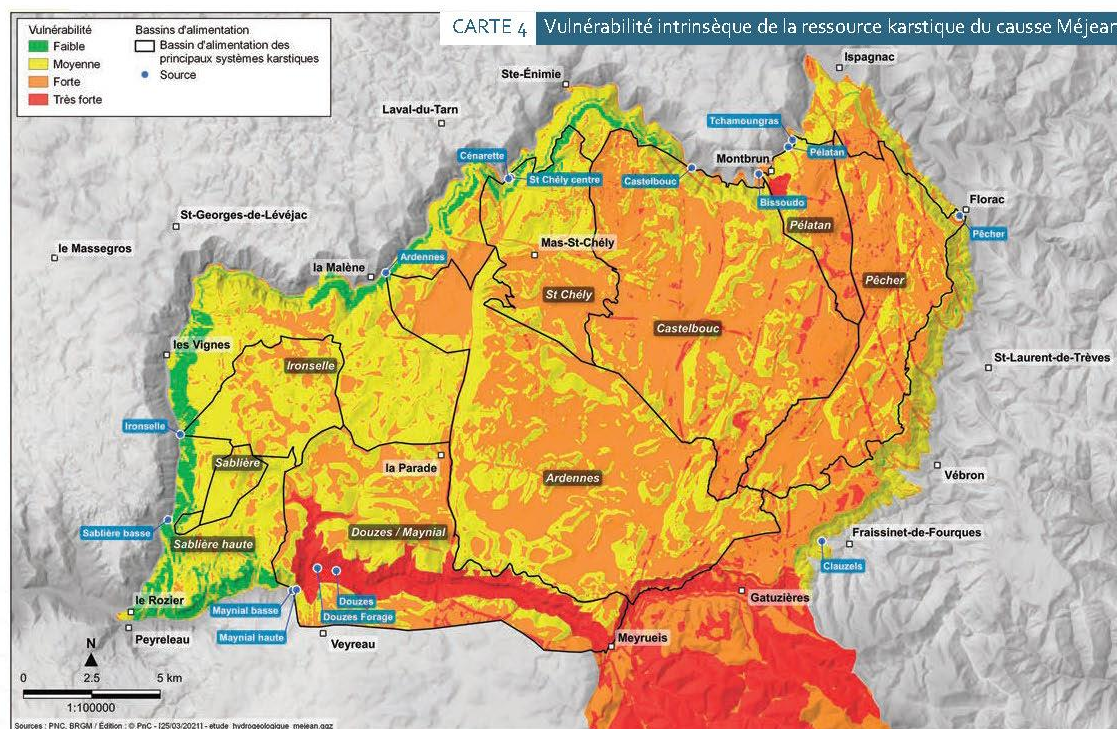 CARTE 4 Vulnérabilité intrinsèque de la ressource karstique du causse Méjean
Vulnérabilité
Faible
Moyenne
Forte
Très forte
Bassins d'alimentation
Bassin d'alimentation des
principaux systèmes karstiques
Source
Ispagnac
Ste-Énimie
Laval-du-Tarn
Tchamoungras
Pélatan
Montbrun
Cénarette
St Chély centre
Castelbouc
Bissoudo
Florac
Pêcher
St-Georges-de-Lévéjac
Pélatan
le Massegros
Mas-St-Chély
Ardennes
la Malène
Pêcher
St Chély
Castelbouc
les Vignes
St-Laurent-de-Trèves
Ironselle
Ironselle
Sablière
la Parade
Ardennes
Vébron
Sablière basse
Douzes / Maynial
Fraissinet-de-Fourques
Sablière haute
Clauzels
Gatuzières
le Rozier
Maynial basse
Douzes
Douzes Forage
Peyreleau
Maynial haute
Veyreau
Meyrueis
N
0 2.5 5 km
1:100000
Sources : PNC, BRGM / Édition : © PnC - [25/03/2021] - etude_hydrogeologique_mejean.qgz